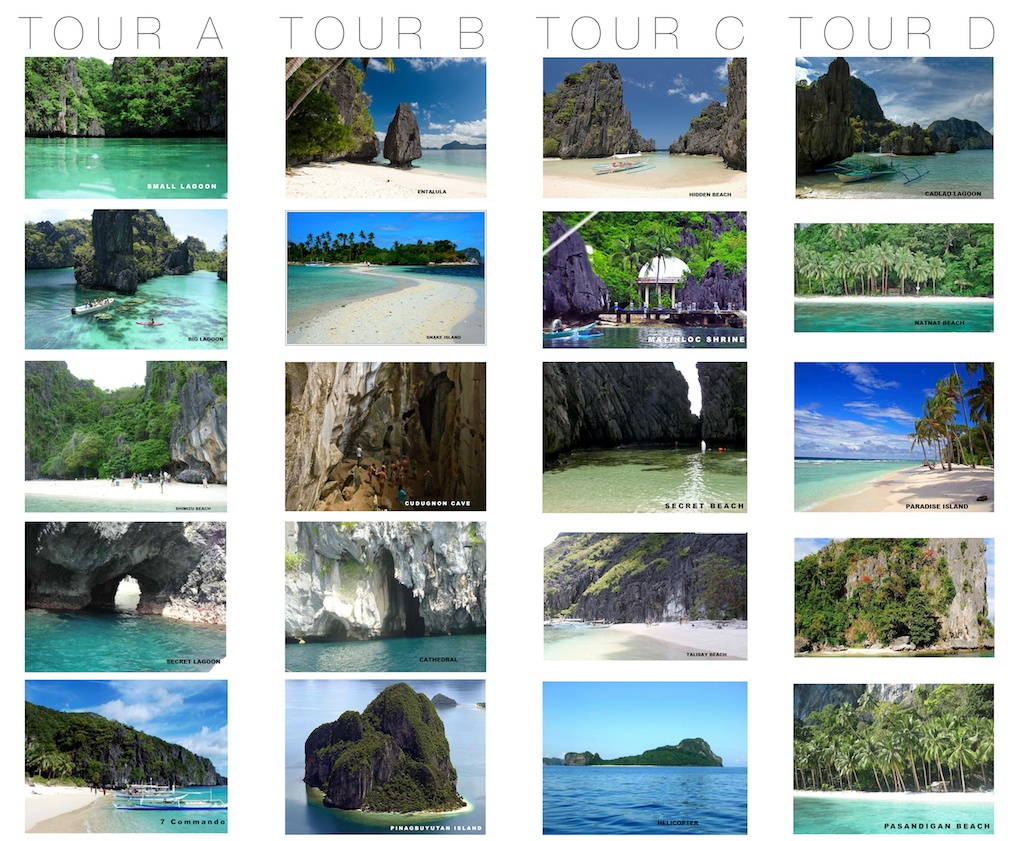 TOUR A
TOUR B
TOUR C
TOUR D
SMALL LAGOON
ENTALULA
HIDDEN BEACH
CADLAO LAGOON
BIG LAGOON
SNAKE ISLAND
MATINLOC SHRINE
NATNAT BEACH
SHIMIZU BEACH
CUDUGNON CAVE
SECRET BEACH
PARADISE ISLAND
SECRET LAGOON
CATHEDRAL
TALISAY BEACH
7 Commando
PINAGBUYUTAN ISLAND
HELICOPTER
PASANDIGAN BEACH